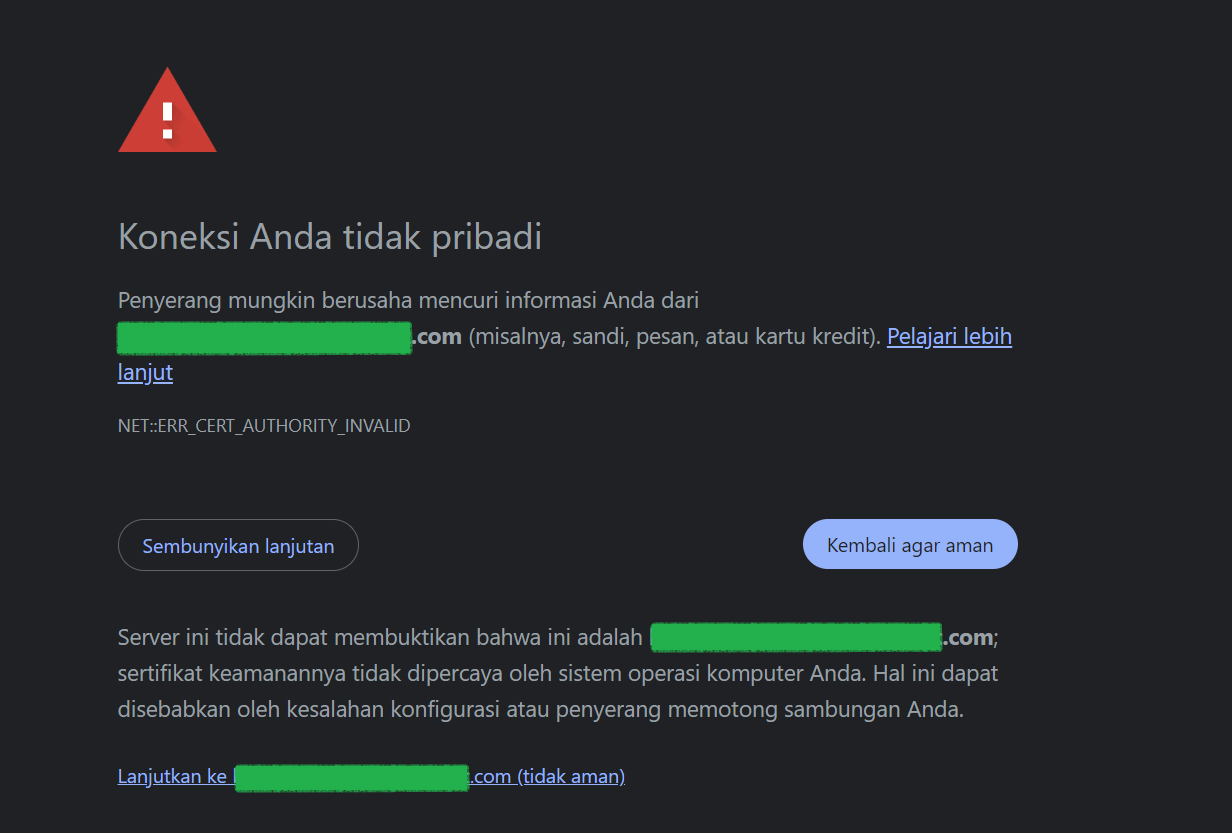 Koneksi Anda tidak pribadi
Penyerang mungkin berusaha mencuri informasi Anda dari
.com (misalnya, sandi, pesan, atau kartu kredit). Pelajari lebih
lanjut
NET::ERR_CERT_AUTHORITY_INVALID
Sembunyikan lanjutan
Kembali agar aman
Server ini tidak dapat membuktikan bahwa ini adalah .com;
sertifikat keamanannya tidak dipercaya oleh sistem operasi komputer Anda. Hal ini dapat
disebabkan oleh kesalahan konfigurasi atau penyerang memotong sambungan Anda.
Lanjutkan ke .com (tidak aman)